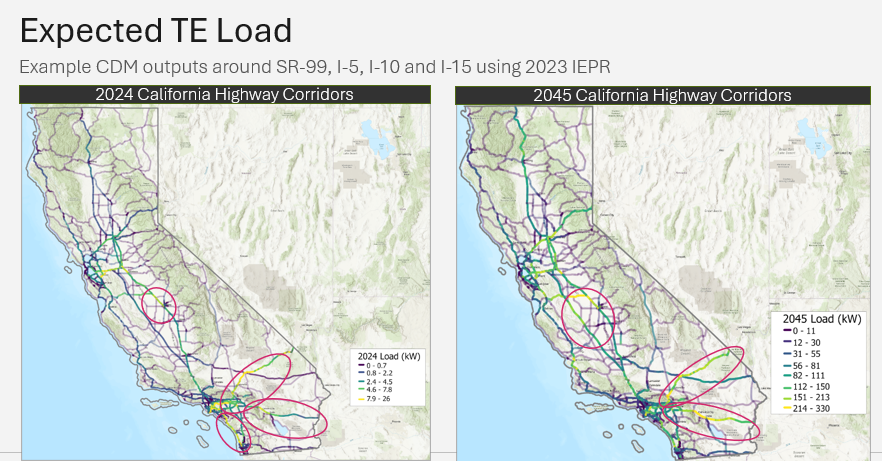 Expected TE Load
Example CDM outputs around SR-99, I-5, I-10 and I-15 using 2023 IEPR
2024 California Highway Corridors
2045 California Highway Corridors
2024 Load (kW)
0 - 0.7
0.8 - 2.2
2.4 - 4.5
4.6 - 7.8
7.9 - 26
2045 Load (kW)
0 - 11
12 - 30
31 - 55
56 - 81
82 - 111
112 - 150
151 - 213
214 - 330